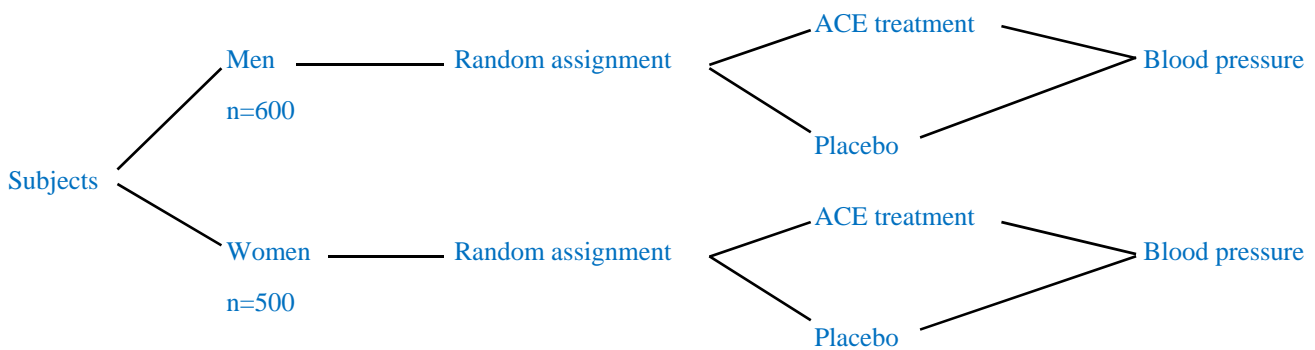 ACE treatment
Men
Random assignment
Blood pressure
n=600
Placebo
Subjects
ACE treatment
Women
Random assignment
Blood pressure
n=500
Placebo